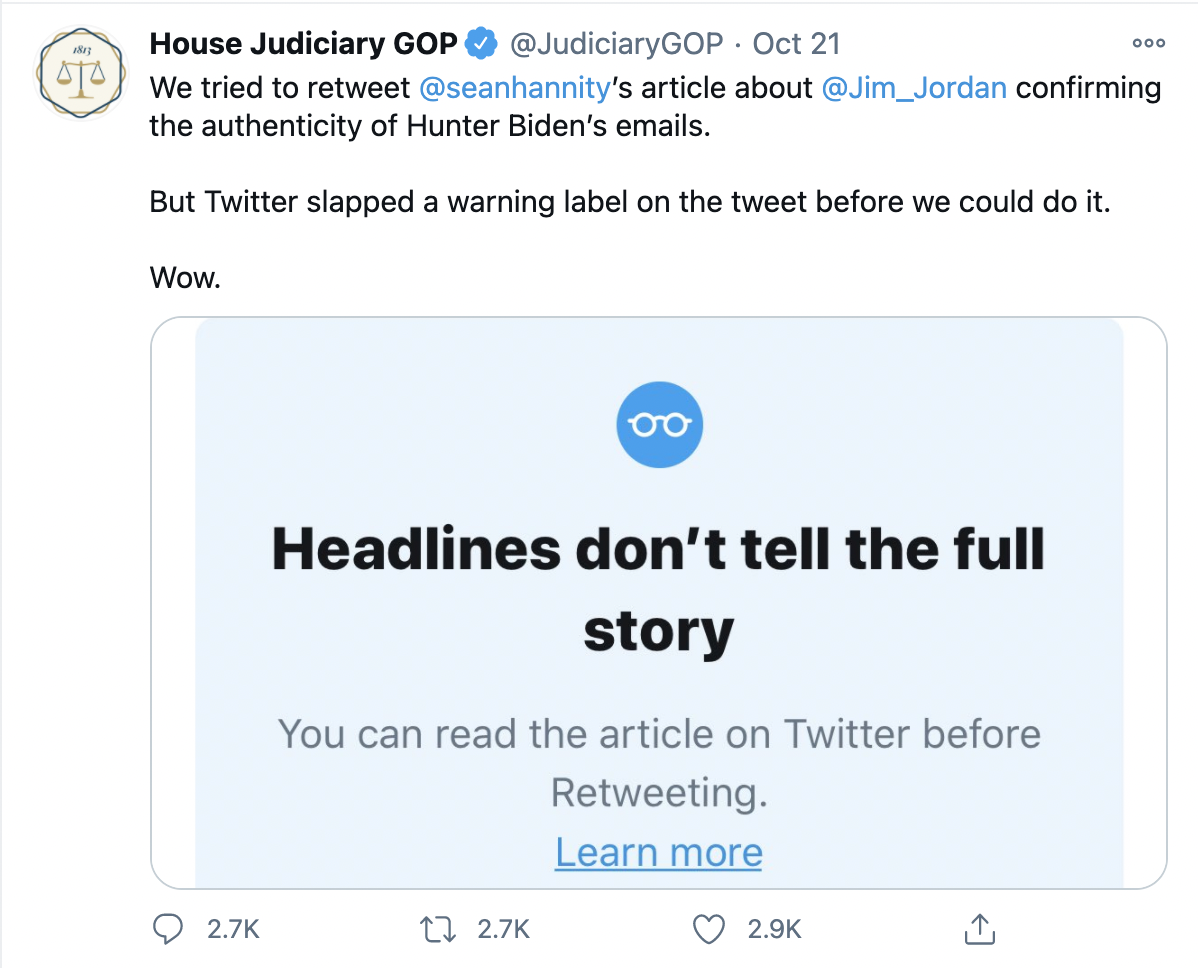 1813
House Judiciary GOP @JudiciaryGOP · Oct 21
We tried to retweet @seanhannity’s article about @Jim_Jordan confirming
the authenticity of Hunter Biden’s emails.
But Twitter slapped a warning label on the tweet before we could do it.
Wow.
Headlines don’t tell the full
story
You can read the article on Twitter before
Retweeting.
Learn more
2.7K 2.7K 2.9K